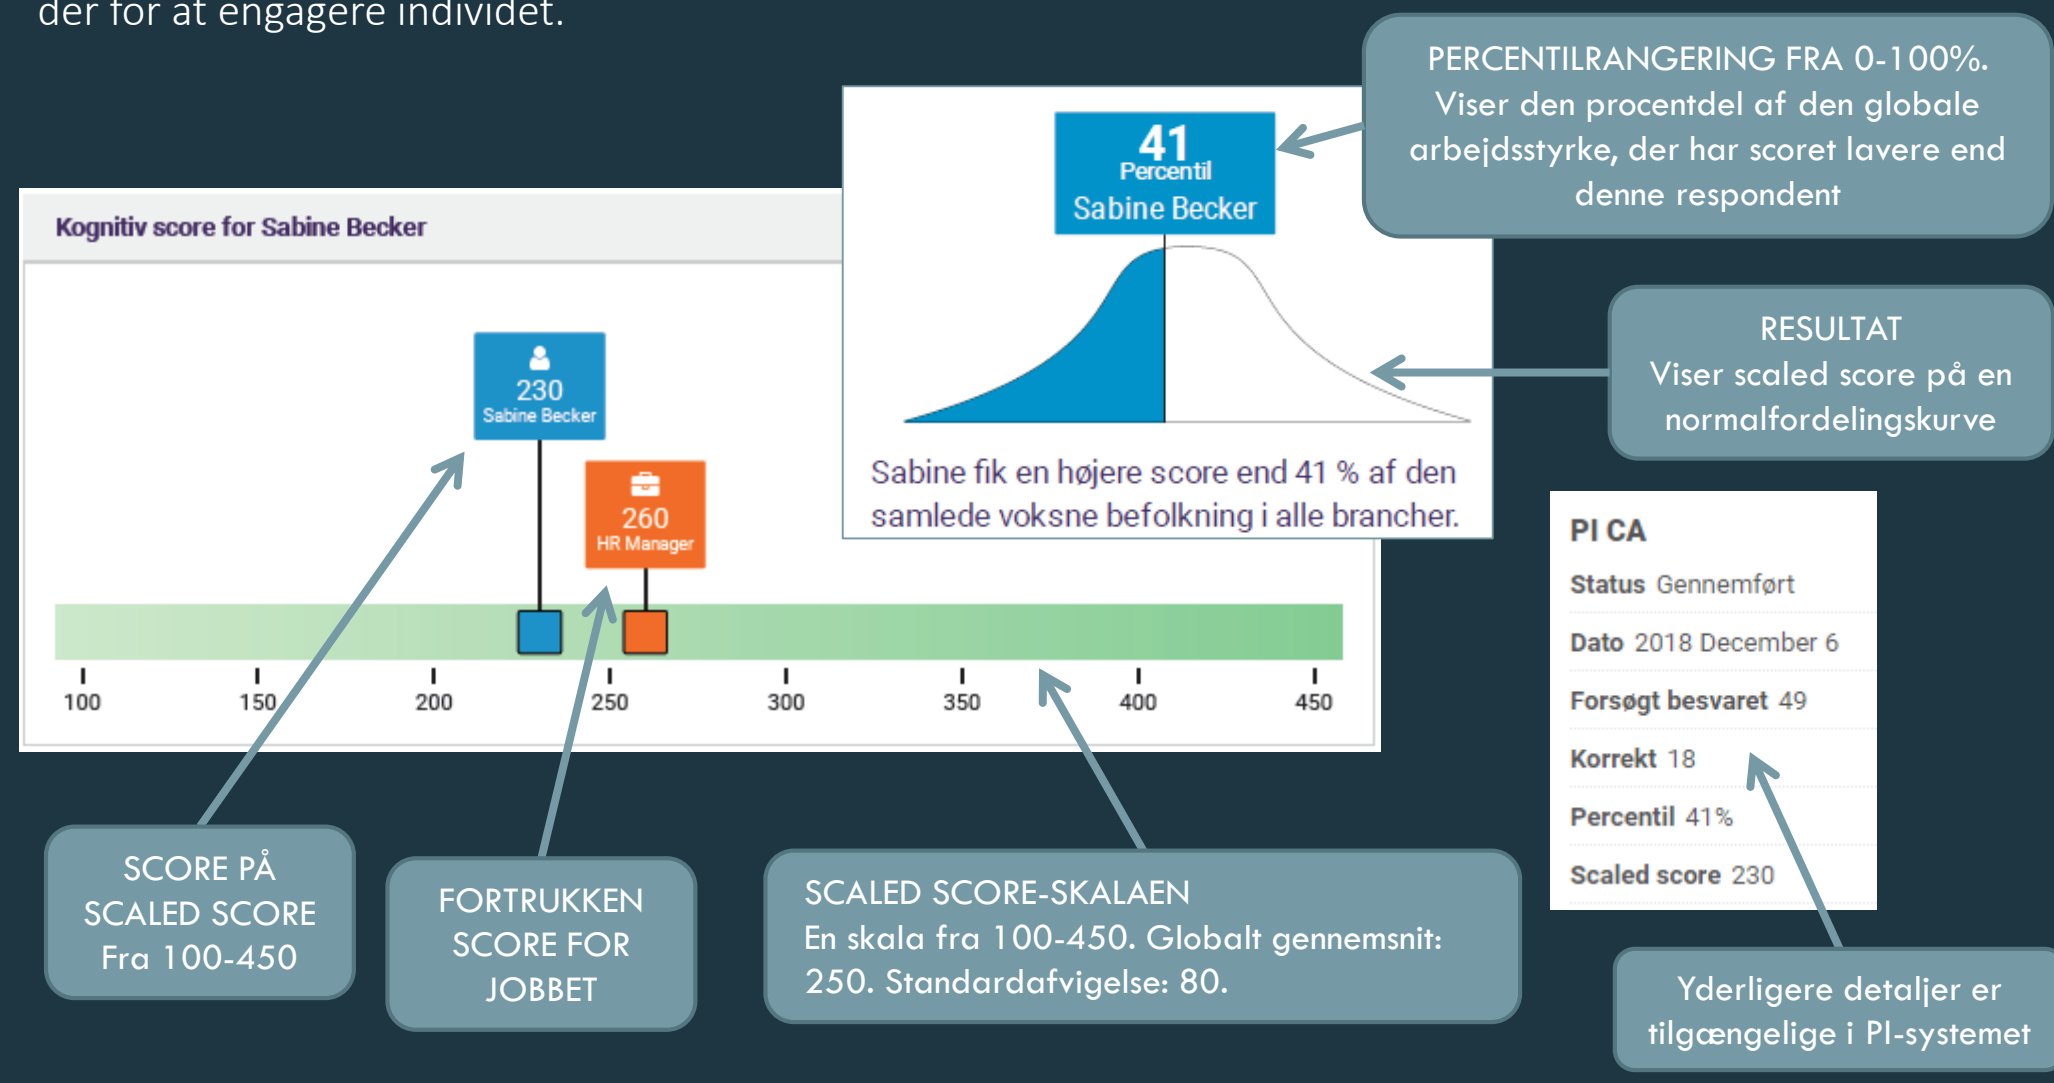 der for at engagere individet.
PERCENTILRANGERING FRA 0-100%.
Viser den procentdel af den globale
arbejdsstyrke, der har scoret lavere end
denne respondent
41
Percentil
Sabine Becker
Kognitiv score for Sabine Becker
RESULTAT
Viser scaled score på en
normalfordelingskurve
230
Sabine Becker
260
HR Manager
Sabine fik en højere score end 41 % af den
samlede voksne befolkning i alle brancher.
100
150
200
250
300
350
400
450
PI CA
Status Gennemført
Dato 2018 December 6
Forsøgt besvaret 49
Korrekt 18
Percentil 41%
Scaled score 230
SCORE PÅ
SCALED SCORE
Fra 100-450
FORTRUKKEN
SCORE FOR
JOBBET
SCALED SCORE-SKALAEN
En skala fra 100-450. Globalt gennemsnit:
250. Standardafvigelse: 80.
Yderligere detaljer er
tilgængelige i PI-systemet